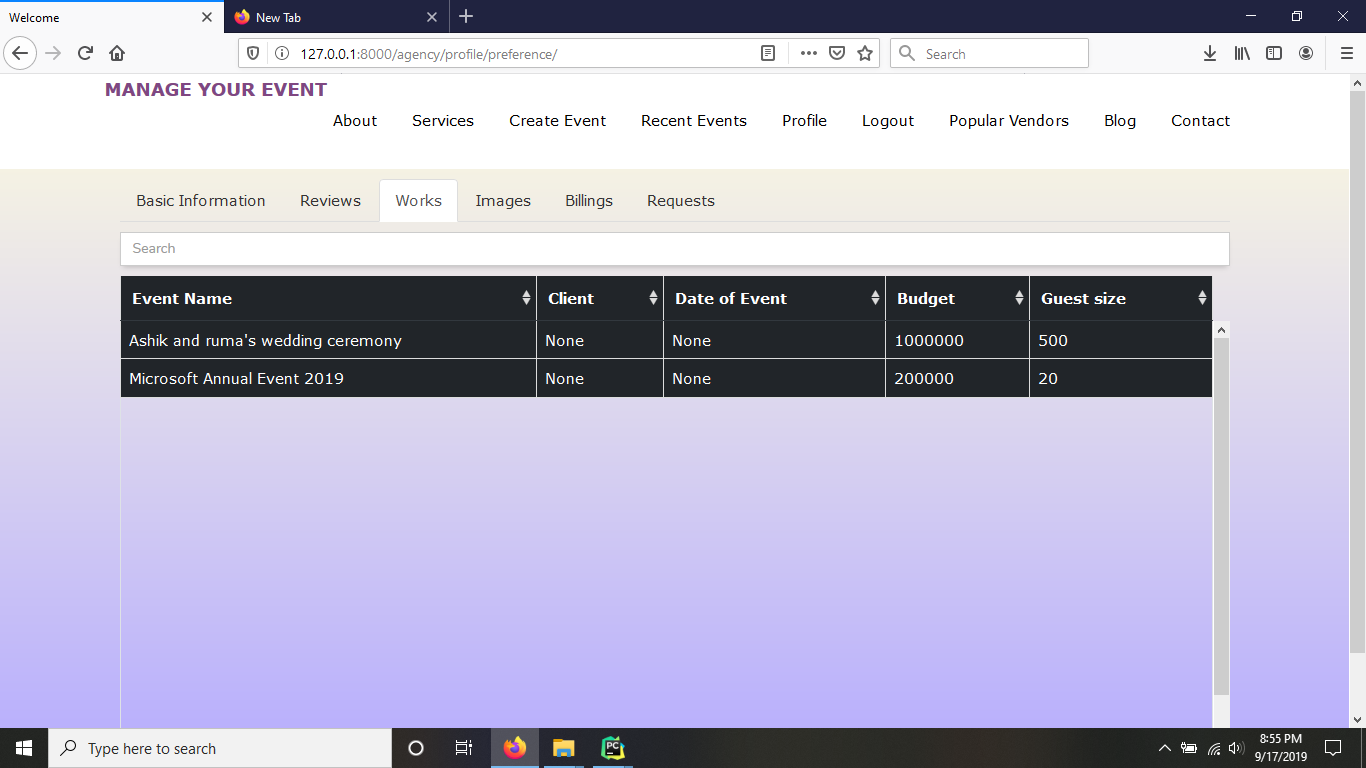 Welcome
New Tab
127.0.0.1:8000/agency/profile/preference/
Search
MANAGE YOUR EVENT
About Services Create Event Recent Events Profile Logout Popular Vendors Blog Contact
Basic Information Reviews Works Images Billings Requests
Search
Event Name Client Date of Event Budget Guest size
Ashik and ruma's wedding ceremony None None 1000000 500
Microsoft Annual Event 2019 None None 200000 20
Type here to search
PC
8:55 PM
9/17/2019